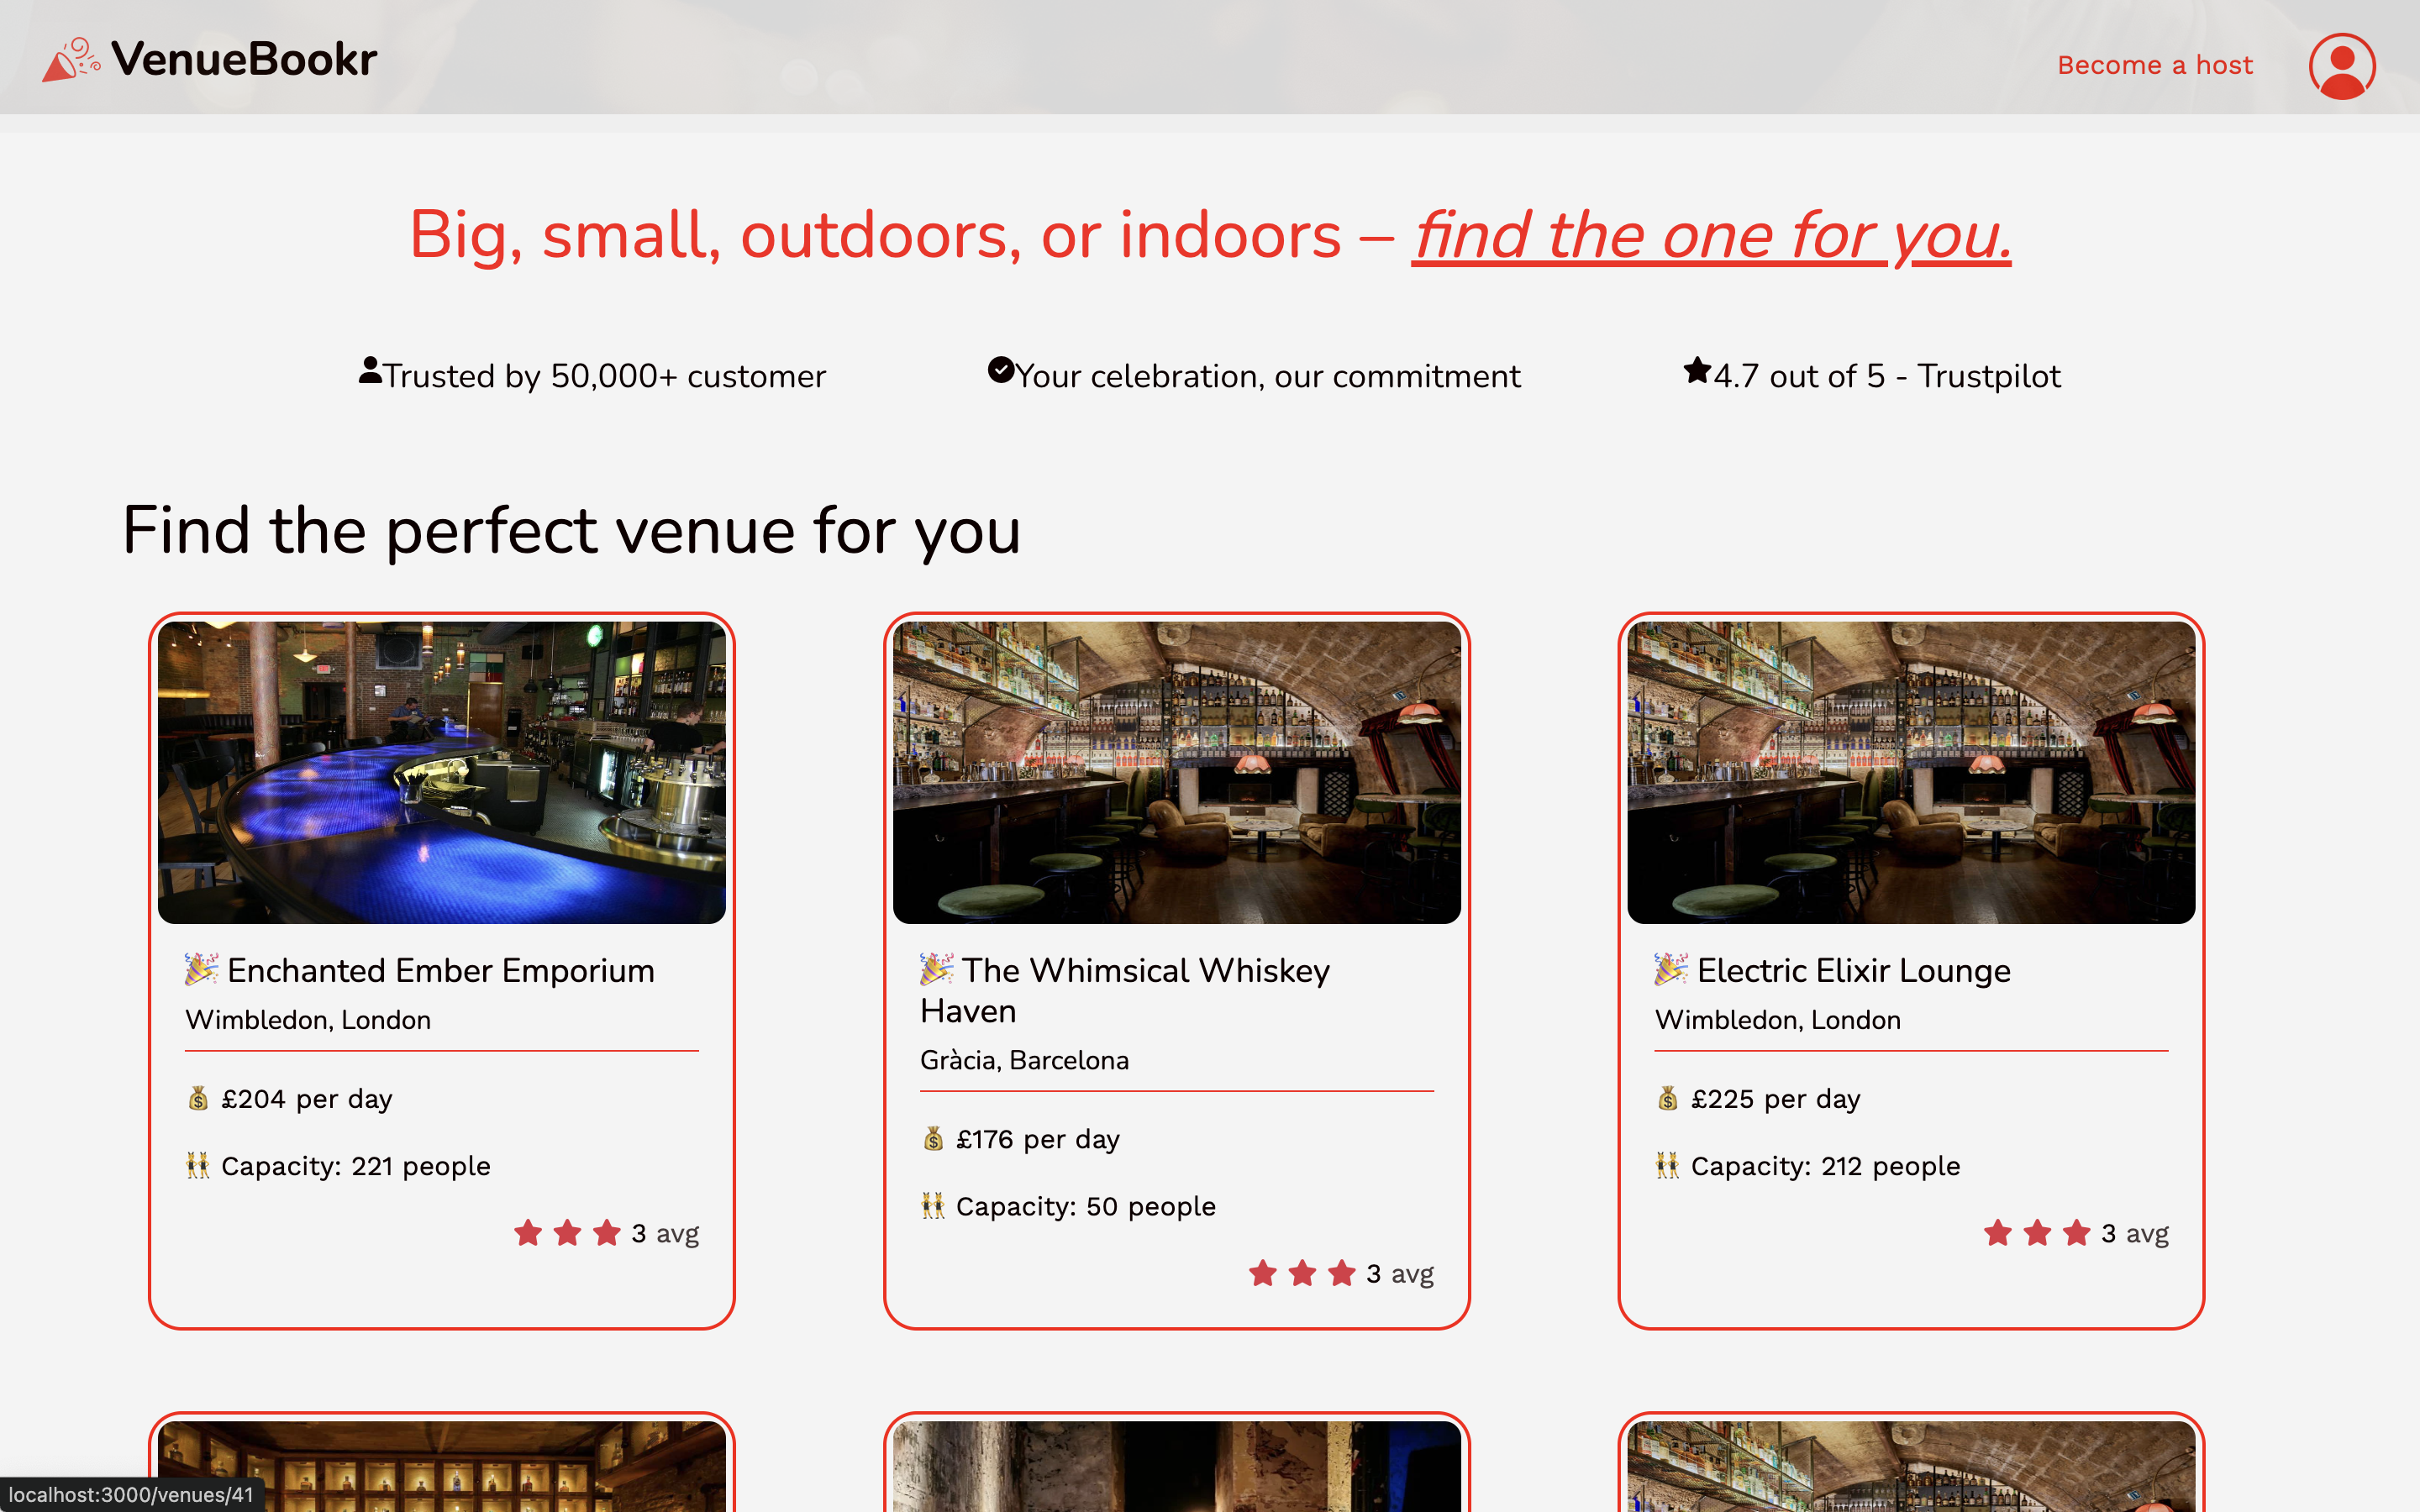 VenueBookr
Become a host
Big, small, outdoors, or indoors – find the one for you.
Trusted by 50,000+ customer
Your celebration, our commitment
4.7 out of 5 - Trustpilot
Find the perfect venue for you
Enchanted Ember Emporium
Wimbledon, London
£204 per day
Capacity: 221 people
3 avg
The Whimsical Whiskey
Haven
Gràcia, Barcelona
£176 per day
Capacity: 50 people
3 avg
Electric Elixir Lounge
Wimbledon, London
£225 per day
Capacity: 212 people
3 avg
localhost:3000/venues/41